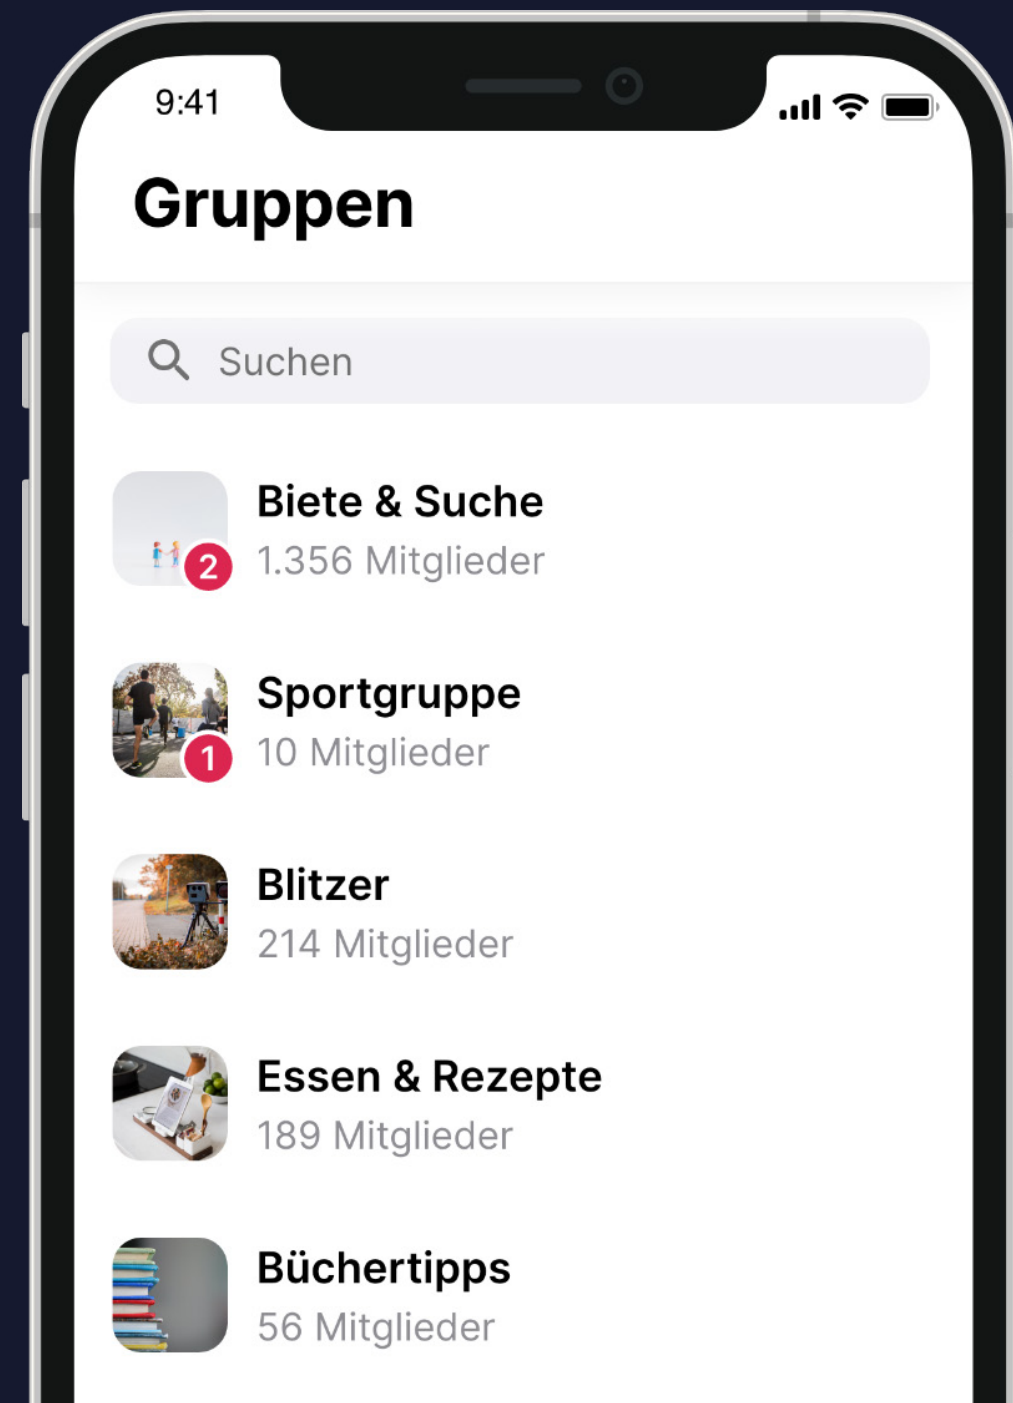 9:41
Gruppen
Suchen
Biete & Suche
2
1.356 Mitglieder
Sportgruppe
1
10 Mitglieder
Blitzer
214 Mitglieder
Essen & Rezepte
189 Mitglieder
Büchertipps
56 Mitglieder